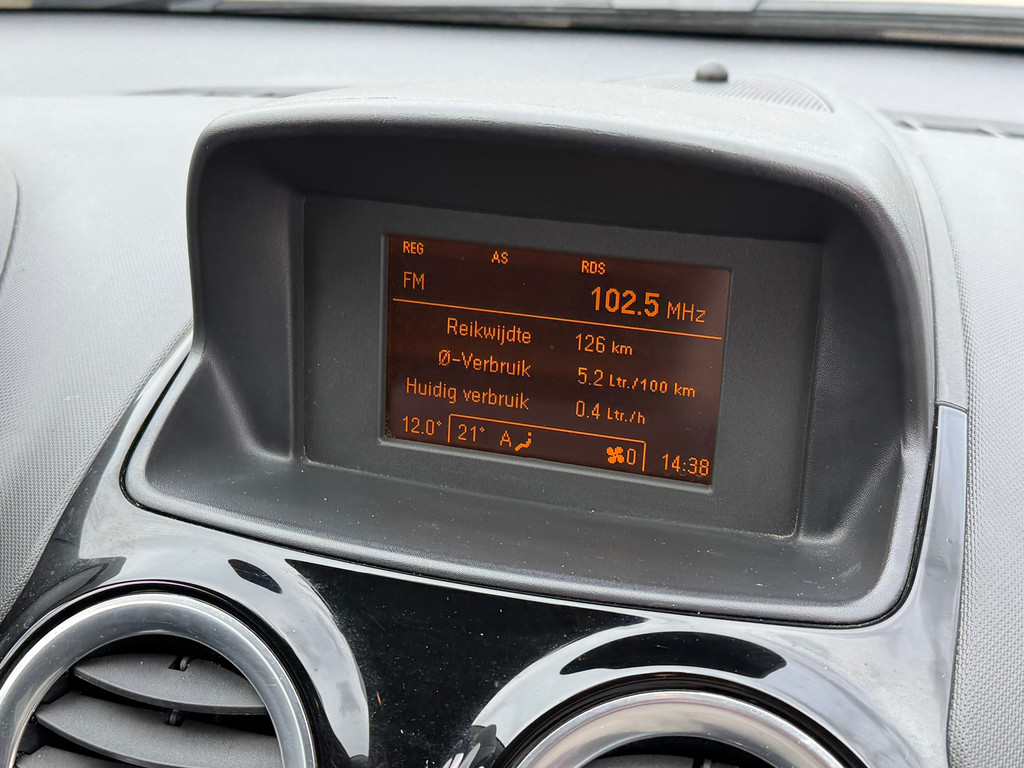 REG AS RDS
FM 102.5 MHz
Reikwijdte 126 km
Ø-Verbruik 5.2 Ltr./100 km
Huidig verbruik 0.4 Ltr./h
12.0° 21° A 0 14:38